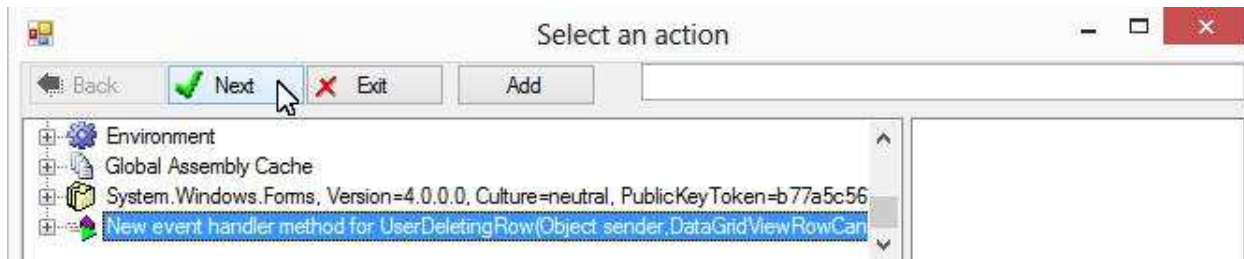 Select an action
Back Next Exit Add
Environment
Global Assembly Cache
System.Windows.Forms, Version=4.0.0.0, Culture=neutral, PublicKeyToken=b77a5c56
New event handler method for UserDeletingRow(Object sender,DataGridViewRowCan